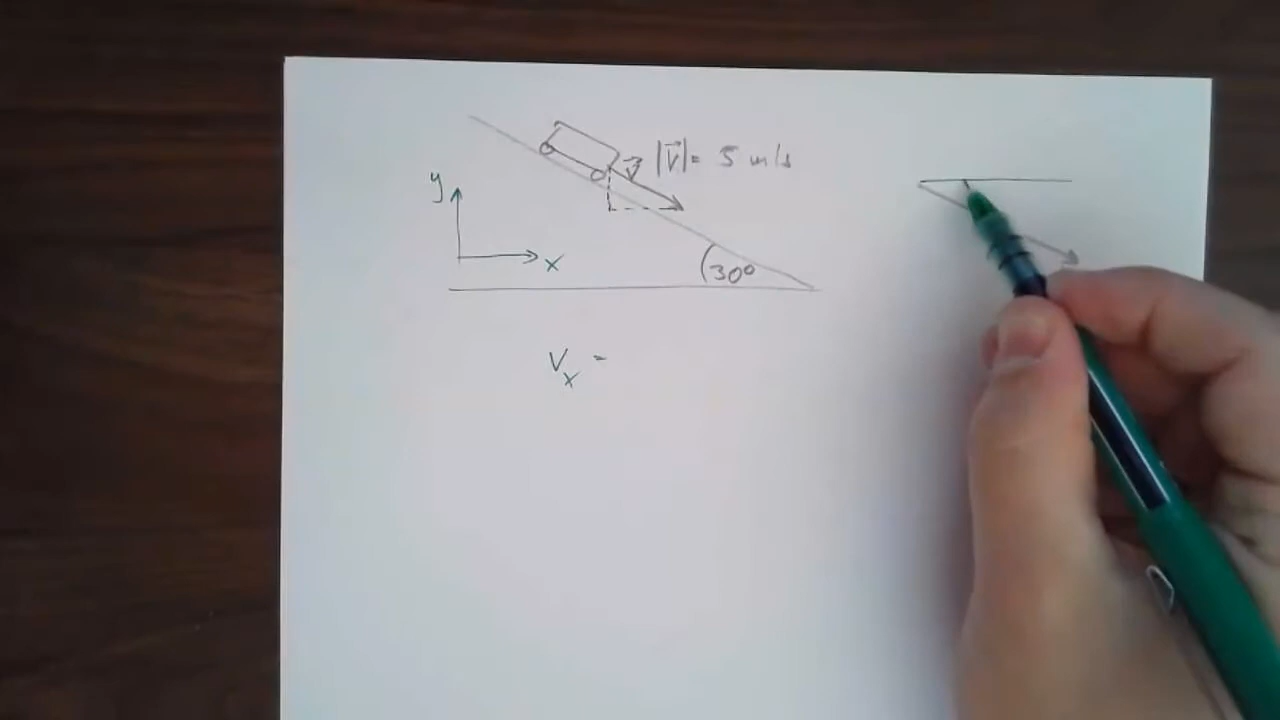 v⃗ |v⃗| = 5 m/s
y
x
30°
Vx =